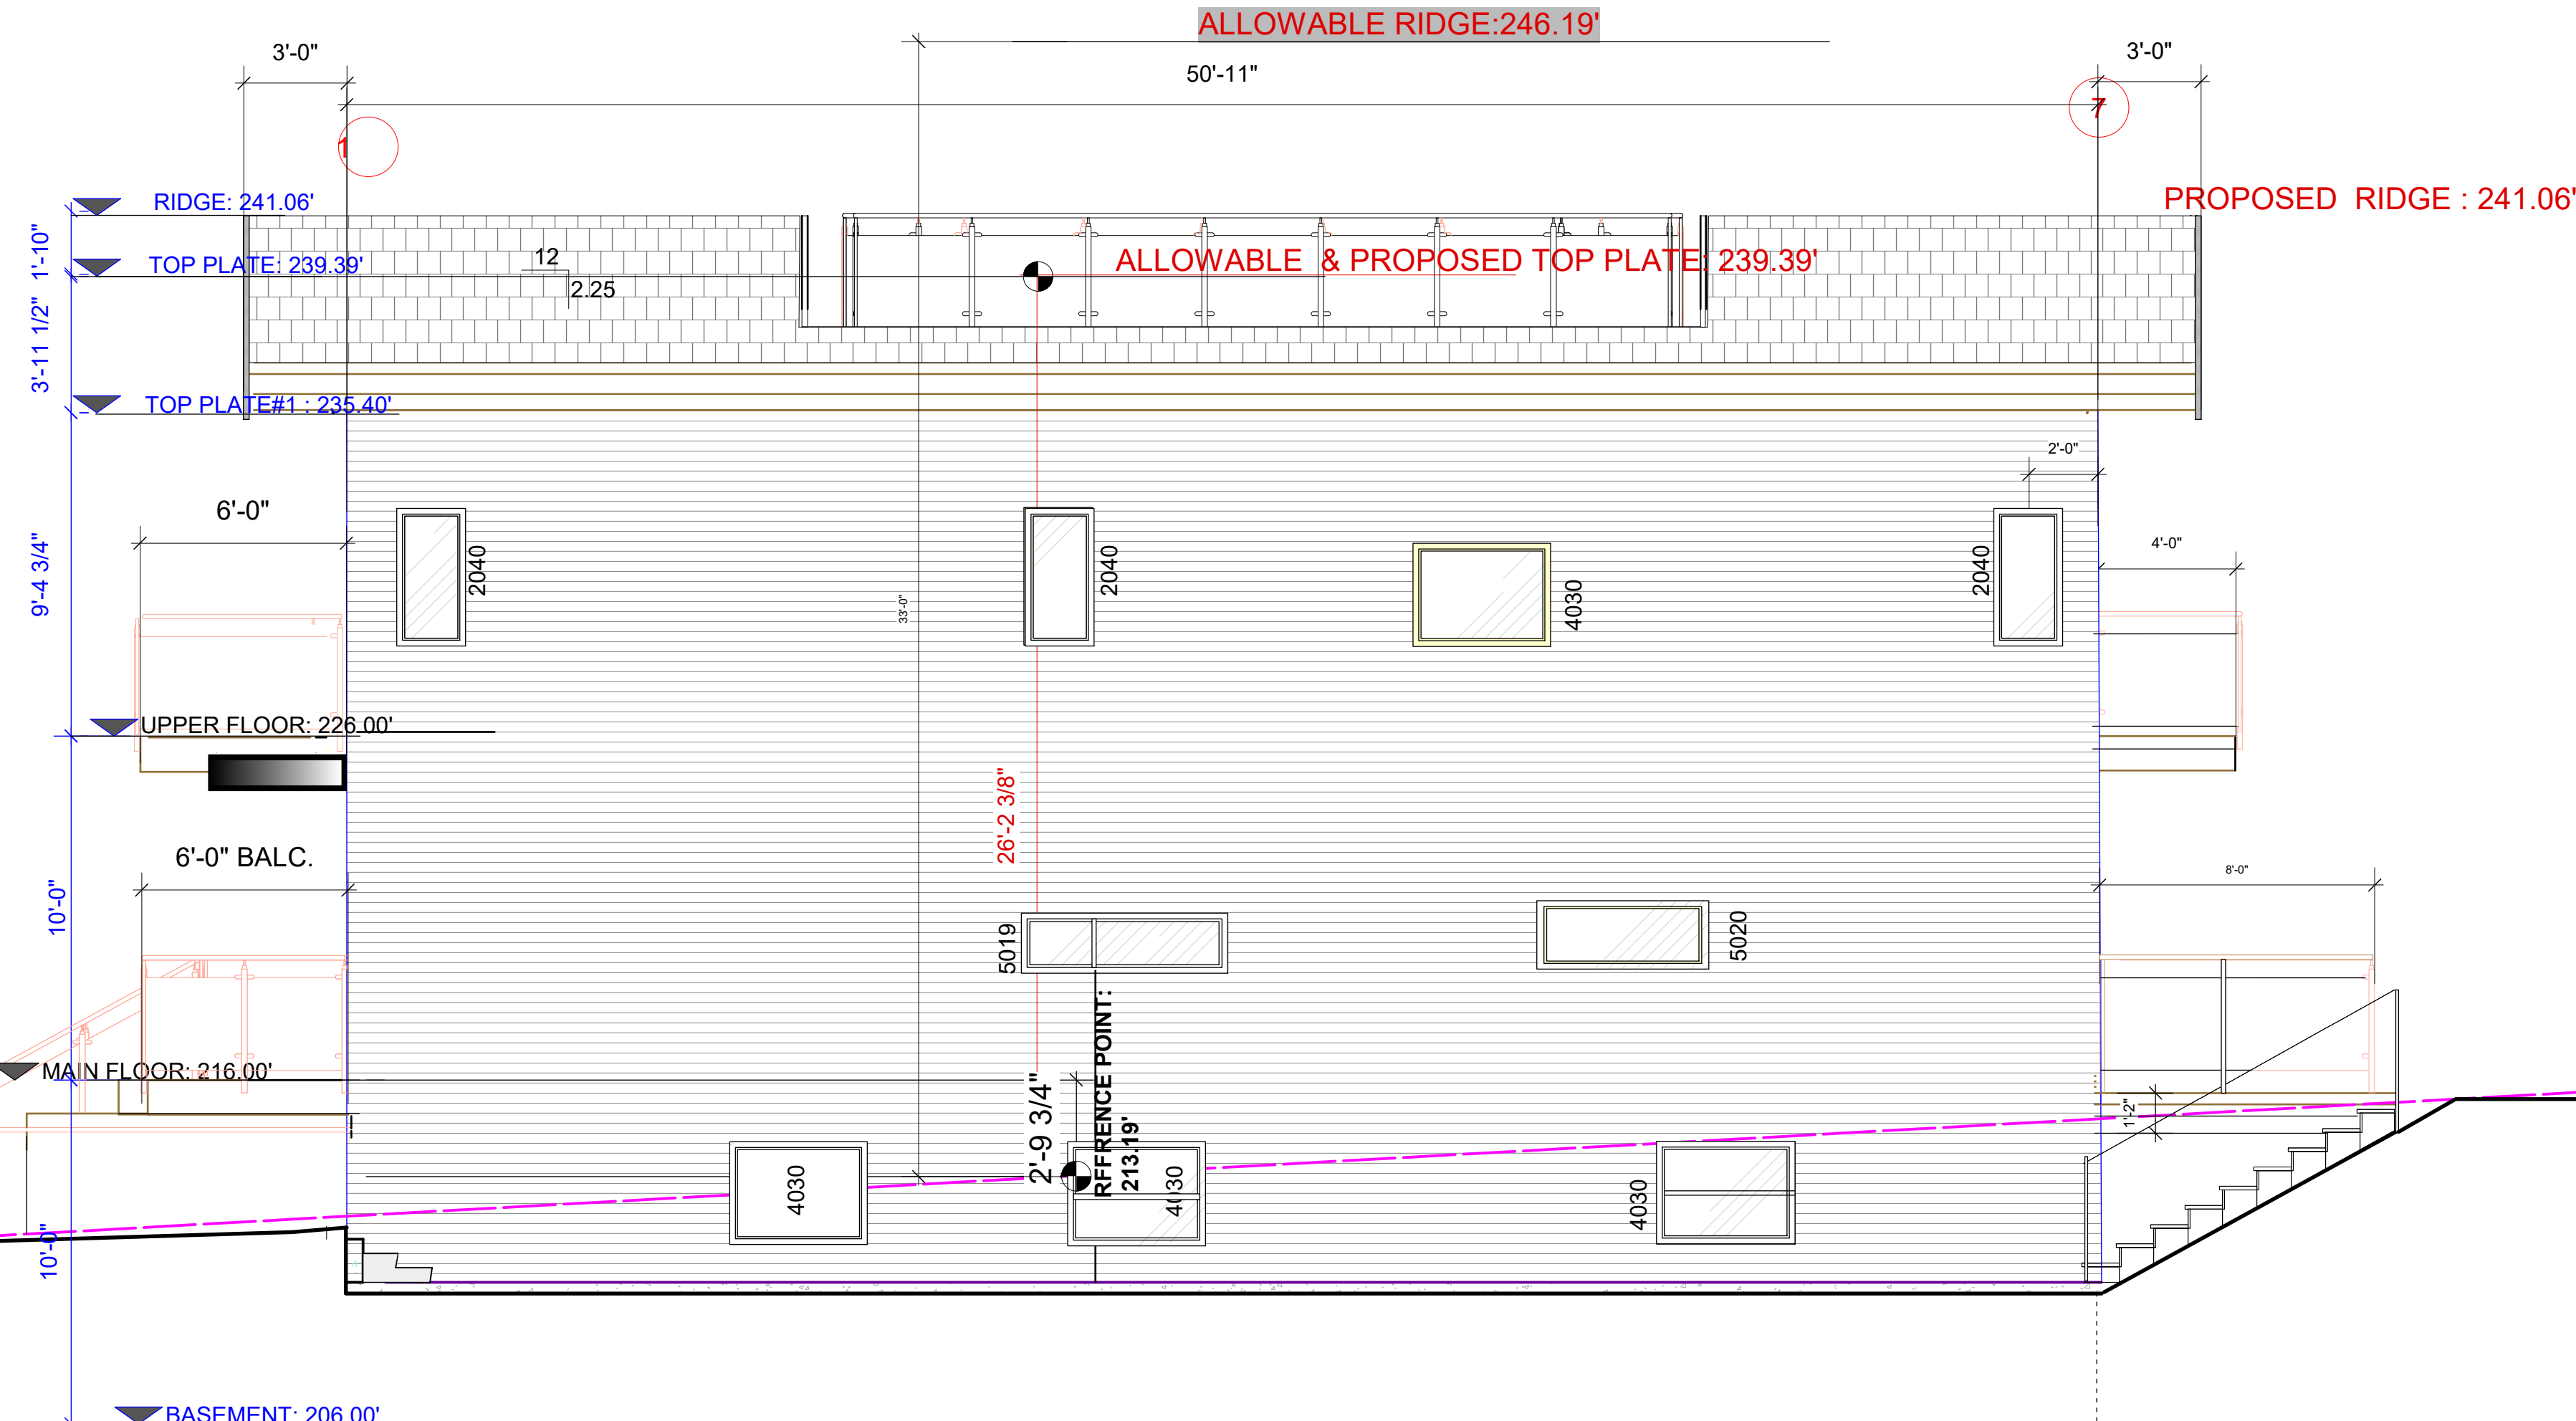 ALLOWABLE RIDGE:246.19'
3'-0"
50'-11"
3'-0"
1
7
RIDGE: 241.06'
PROPOSED RIDGE : 241.06'
1'-10"
TOP PLATE: 239.39'
12
2.25
ALLOWABLE & PROPOSED TOP PLATE: 239.39'
3'-11 1/2"
TOP PLATE#1 : 235.40'
2'-0"
6'-0"
9'-4 3/4"
2040
2040
4030
2040
4'-0"
33'-0"
UPPER FLOOR: 226.00'
26'-2 3/8"
6'-0" BALC.
10'-0"
8'-0"
5019
5020
MAIN FLOOR: 216.00'
2'-9 3/4"
RFFRENCE POINT:
213.19'
1'-2"
4030
4030
4030
10'-0"
BASEMENT: 206.00'